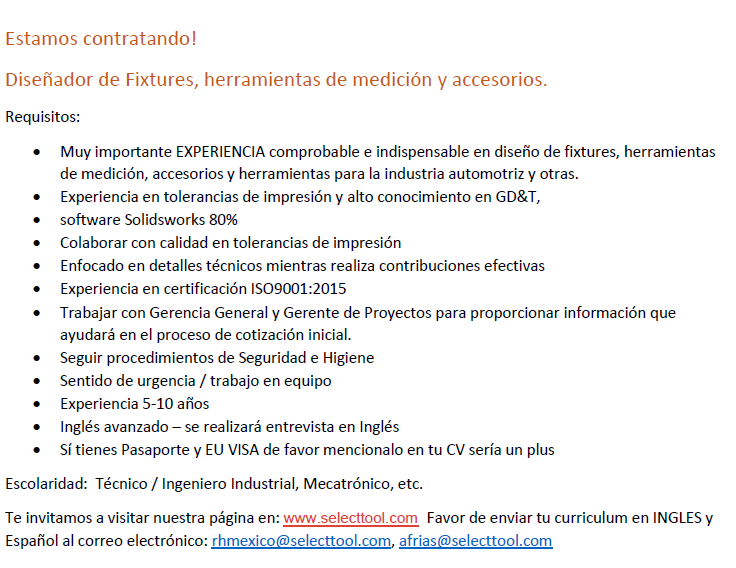 Estamos contratando!
Diseñador de Fixtures, herramientas de medición y accesorios.
Requisitos:
• Muy importante EXPERIENCIA comprobable e indispensable en diseño de fixtures, herramientas
de medición, accesorios y herramientas para la industria automotriz y otras.
• Experiencia en tolerancias de impresión y alto conocimiento en GD&T,
• software Solidsworks 80%
• Colaborar con calidad en tolerancias de impresión
• Enfocado en detalles técnicos mientras realiza contribuciones efectivas
• Experiencia en certificación ISO9001:2015
• Trabajar con Gerencia General y Gerente de Proyectos para proporcionar información que
ayudará en el proceso de cotización inicial.
• Seguir procedimientos de Seguridad e Higiene
• Sentido de urgencia / trabajo en equipo
• Experiencia 5-10 años
• Inglés avanzado – se realizará entrevista en Inglés
• Sí tienes Pasaporte y EU VISA de favor mencionalo en tu CV sería un plus
Escolaridad: Técnico / Ingeniero Industrial, Mecatrónico, etc.
Te invitamos a visitar nuestra página en: www.selecttool.com Favor de enviar tu curriculum en INGLES y
Español al correo electrónico: rhmexico@selecttool.com, afrias@selecttool.com